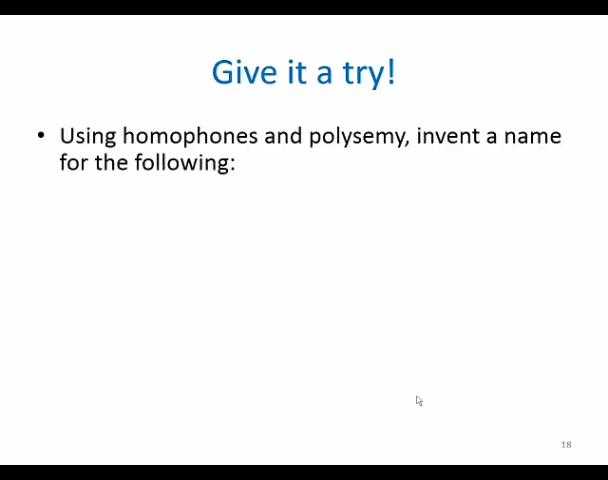 Give it a try!
• Using homophones and polysemy, invent a name
for the following:
18